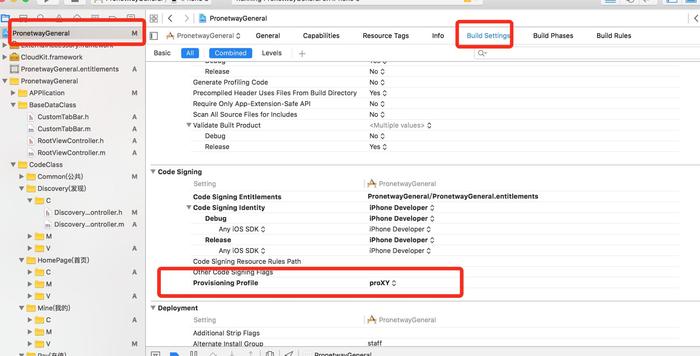 PronetwayGeneral
PronetwayGeneral M
CloudKit.framework
PronetwayGeneral.entitlements A
PronetwayGeneral
APPlication M
BaseDataClass
CustomTabBar.h A
CustomTabBar.m A
RootViewController.h A
RootViewController.m A
CodeClass
Common(公共) M
Discovery(发现)
C
Discovery...ontroller.h M
Discovery...ontroller.m A
M
V A
HomePage(首页)
C A
M
V A
Mine(我的)
C A
M
V A
PronetwayGeneral General Capabilities Resource Tags Info Build Settings Build Phases Build Rules
Basic All Combined Levels +
Release No
Generate Profiling Code No
Precompiled Header Uses Files From Build Directory Yes
Require Only App-Extension-Safe API No
Scan All Source Files for Includes No
Validate Built Product <Multiple values>
Debug No
Release Yes
Code Signing
Setting PronetwayGeneral
Code Signing Entitlements PronetwayGeneral/PronetwayGeneral.entitlements
Code Signing Identity iPhone Developer
Debug iPhone Developer
Any iOS SDK iPhone Developer
Release iPhone Developer
Any iOS SDK iPhone Developer
Code Signing Resource Rules Path
Other Code Signing Flags
Provisioning Profile proXY
Deployment
Setting PronetwayGeneral
Additional Strip Flags
Alternate Install Group staff
PronetwayGeneral